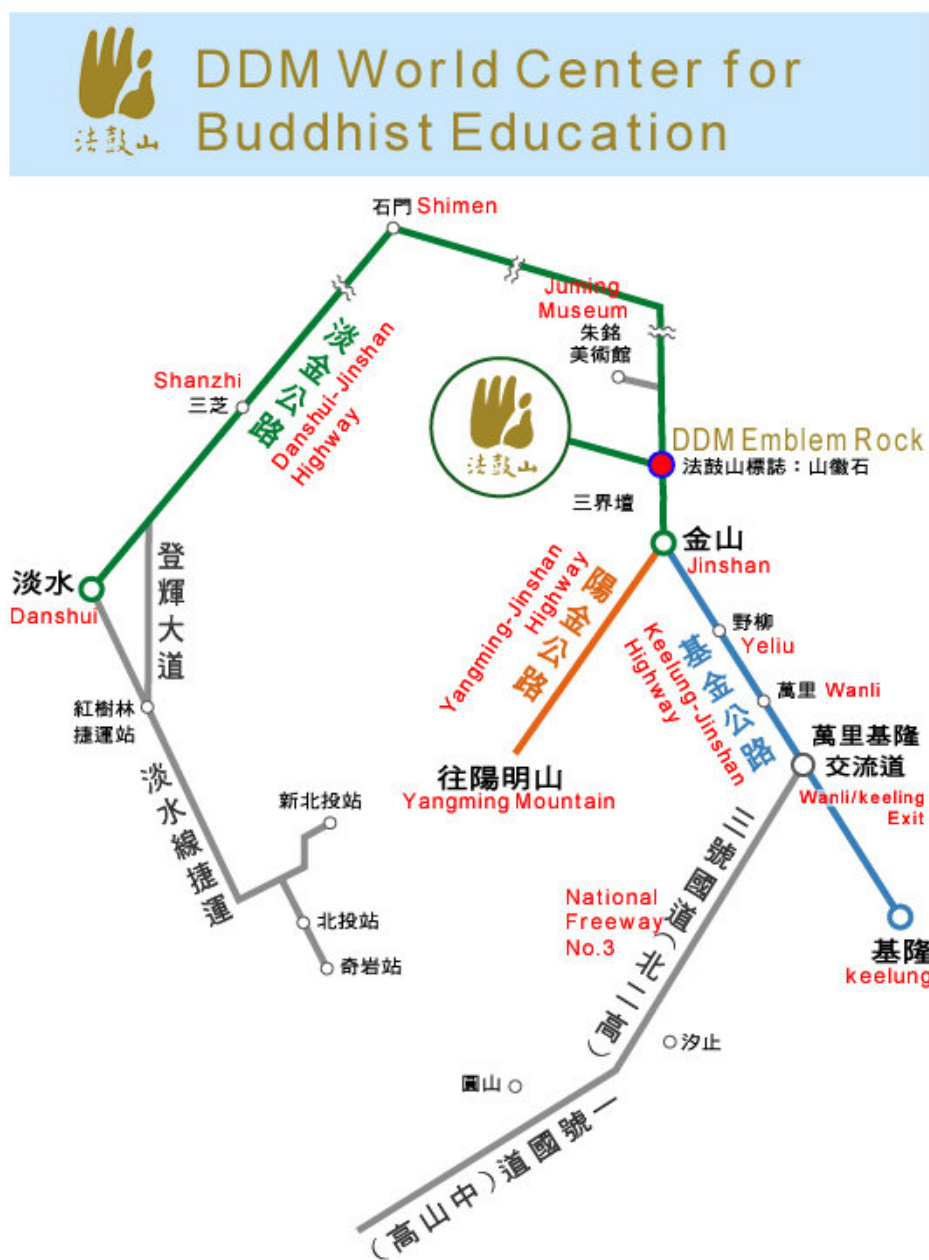 DDM World Center for
Buddhist Education
法鼓山
石門 Shimen
Juming
Museum
朱銘
美術館
淡金公路
Danshui-Jinshan
Highway
Shanzhi
三芝
法鼓山
DDM Emblem Rock
法鼓山標誌：山徽石
三界壇
金山
Jinshan
淡水
Danshui
登輝大道
陽金公路
Yangming-Jinshan
Highway
野柳
Yeliu
基金公路
Keelung-Jinshan
Highway
萬里 Wanli
紅樹林
捷運站
萬里基隆
交流道
Wanli/keeling
Exit
往陽明山
Yangming Mountain
淡水線捷運
新北投站
北投站
奇岩站
三號國道(北二高)
National
Freeway
No.3
基隆
keelung
汐止
圓山
一號國道(中山高)